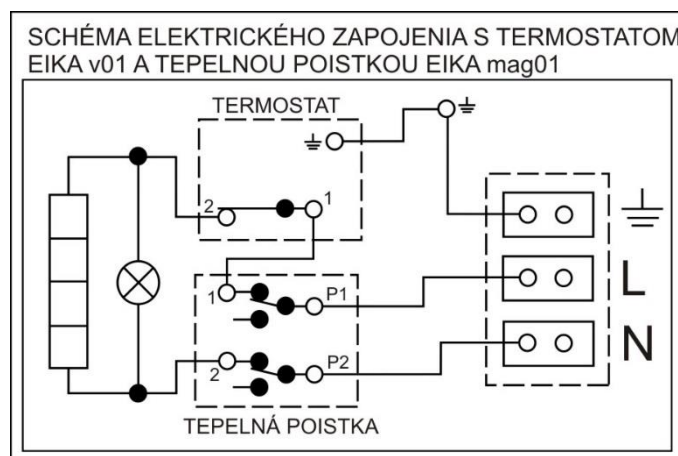 SCHÉMA ELEKTRICKÉHO ZAPOJENIA S TERMOSTATOM
EIKA v01 A TEPELNOU POISTKOU EIKA mag01
TERMOSTAT
2
1
1
P1
L
2
P2
N
TEPELNÁ POISTKA